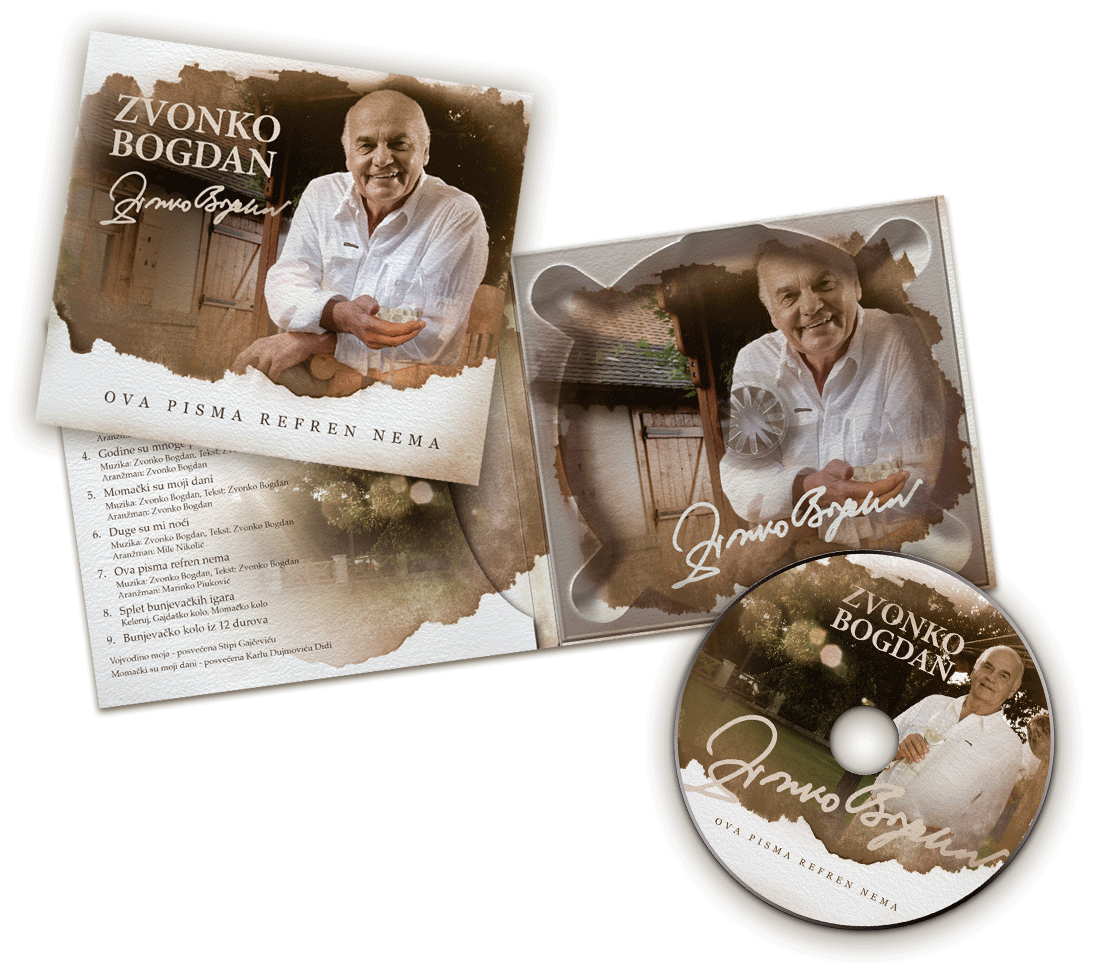 ZVONKO
BOGDAN
Zvonko Bogdan
OVA PISMA REFREN NEMA
4. Godine su mnoge
Muzika: Zvonko Bogdan, Tekst:
Aranžman: Zvonko Bogdan
5. Momački su moji dani
Muzika: Zvonko Bogdan, Tekst: Zvonko Bogdan
Aranžman: Zvonko Bogdan
6. Duge su mi noći
Muzika: Zvonko Bogdan, Tekst: Zvonko Bogdan
Aranžman: Mile Nikolić
7. Ova pisma refren nema
Muzika: Zvonko Bogdan, Tekst: Zvonko Bogdan
Aranžman: Marinko Piuković
8. Splet bunjevačkih igara
Keleruj, Gajdaško kolo, Momačko kolo
9. Bunjevačko kolo iz 12 durova
Vojvodino moja - posvećena Stipi Gajčeviću
Momački su moji dani - posvećena Karlu Dujmoviću Didi
Zvonko Bogdan
ZVONKO
BOGDAN
Zvonko Bogdan
OVA PISMA REFREN NEMA